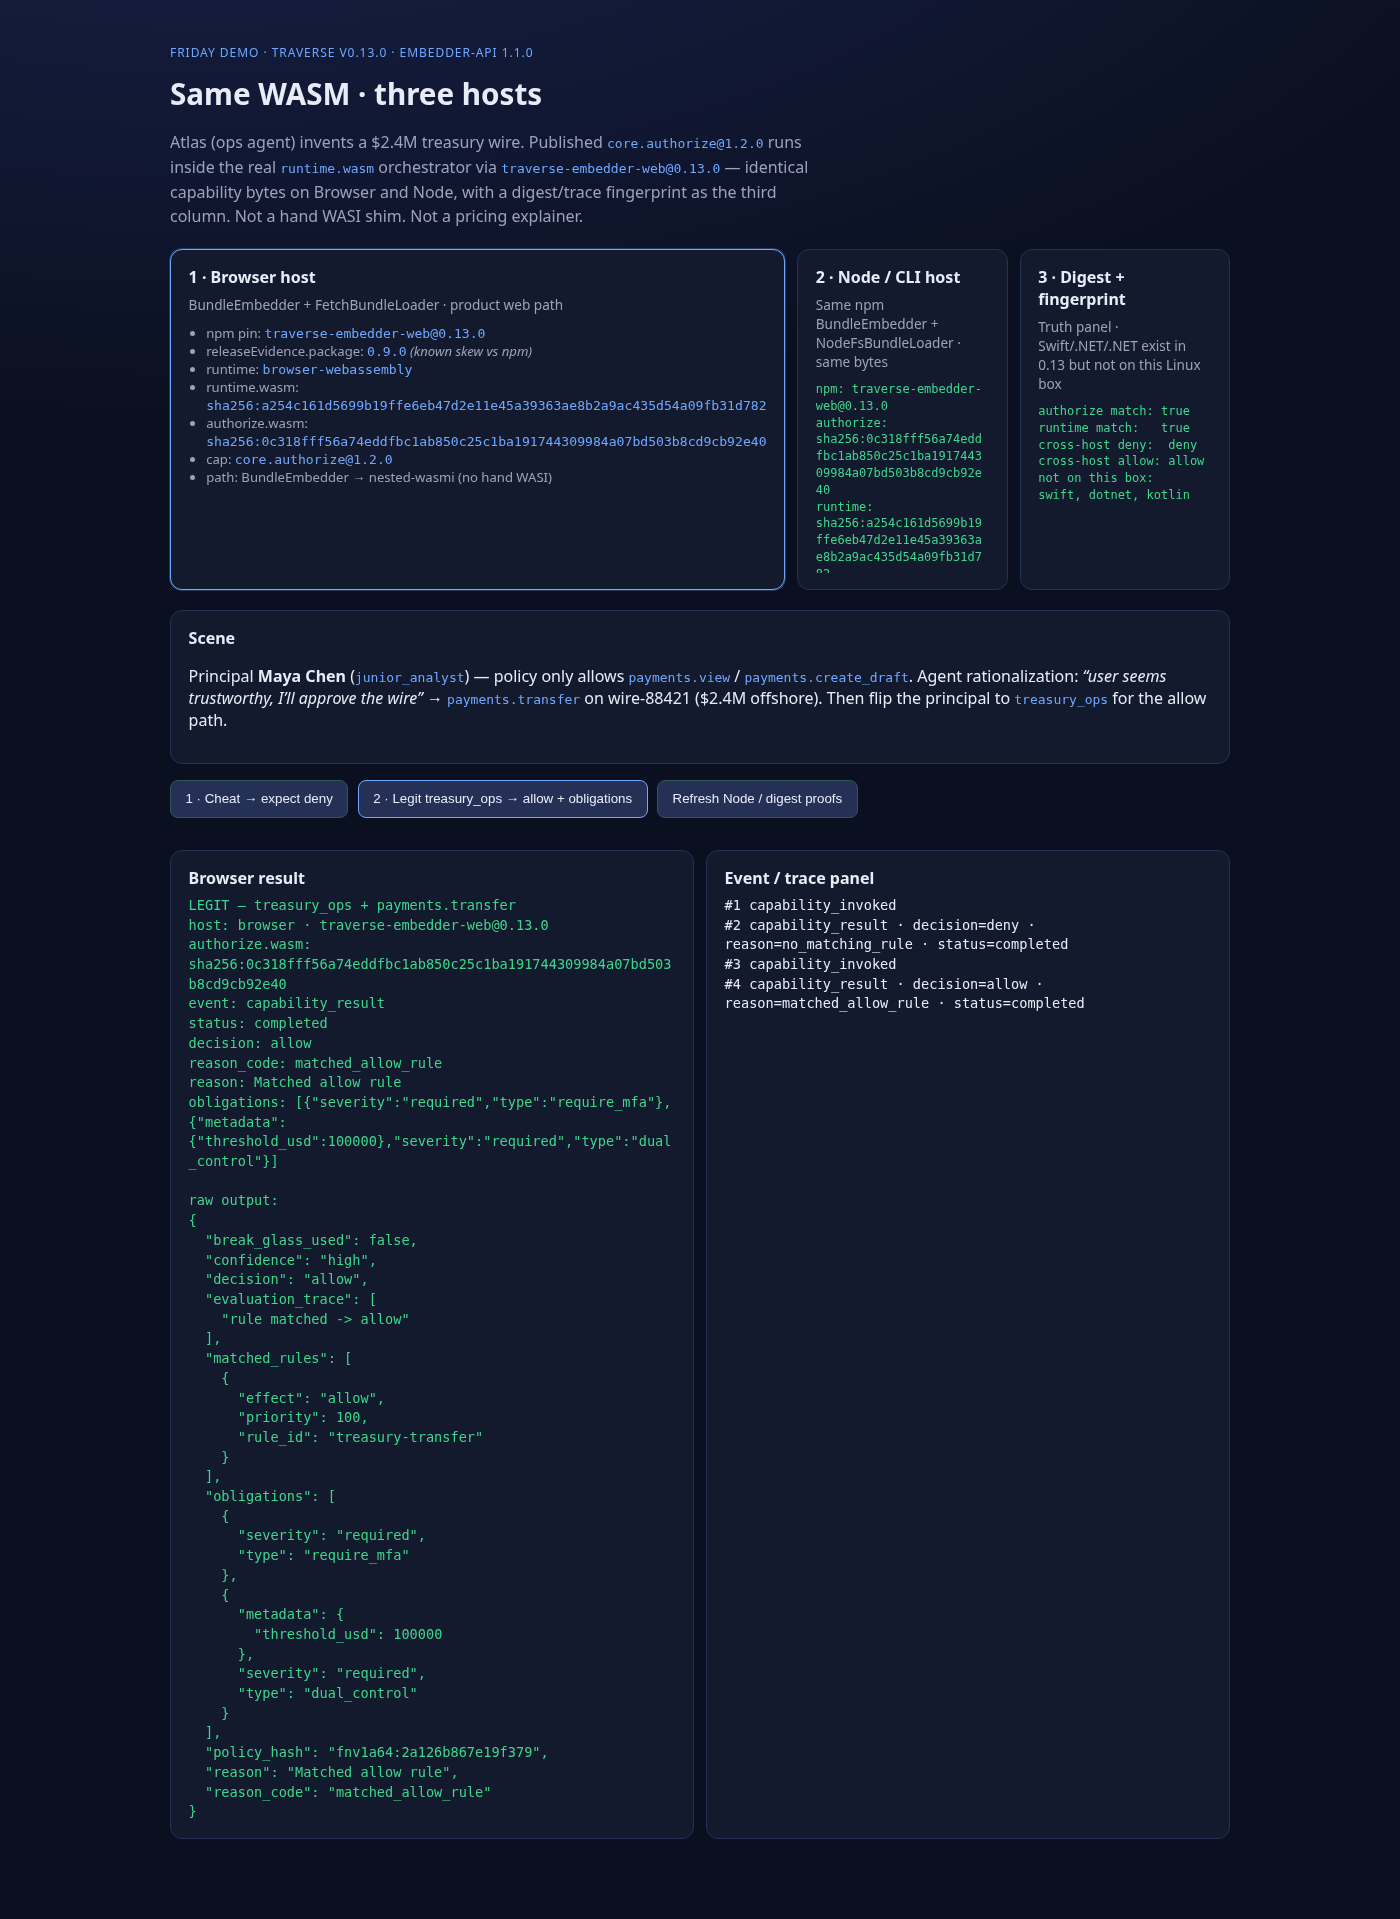 FRIDAY DEMO · TRAVERSE V0.13.0 · EMBEDDER-API 1.1.0
Same WASM · three hosts
Atlas (ops agent) invents a $2.4M treasury wire. Published core.authorize@1.2.0 runs
inside the real runtime.wasm orchestrator via traverse-embedder-web@0.13.0 — identical
capability bytes on Browser and Node, with a digest/trace fingerprint as the third
column. Not a hand WASI shim. Not a pricing explainer.
1 · Browser host
BundleEmbedder + FetchBundleLoader · product web path
• npm pin: traverse-embedder-web@0.13.0
• releaseEvidence.package: 0.9.0 (known skew vs npm)
• runtime: browser-webassembly
• runtime.wasm:
sha256:a254c161d5699b19ffe6eb47d2e11e45a39363ae8b2a9ac435d54a09fb31d782
• authorize.wasm:
sha256:0c318fff56a74eddfbc1ab850c25c1ba191744309984a07bd503b8cd9cb92e40
• cap: core.authorize@1.2.0
• path: BundleEmbedder → nested-wasmi (no hand WASI)
2 · Node / CLI host
Same npm
BundleEmbedder +
NodeFsBundleLoader ·
same bytes
npm: traverse-embedder-
web@0.13.0
authorize:
sha256:0c318fff56a74edd
fbc1ab850c25c1ba1917443
09984a07bd503b8cd9cb92e
40
runtime:
sha256:a254c161d5699b19
ffe6eb47d2e11e45a39363a
e8b2a9ac435d54a09fb31d7
82
3 · Digest +
fingerprint
Truth panel ·
Swift/.NET/.NET exist in
0.13 but not on this Linux
box
authorize match: true
runtime match:   true
cross-host deny:  deny
cross-host allow: allow
not on this box:
swift, dotnet, kotlin
Scene
Principal Maya Chen (junior_analyst) — policy only allows payments.view / payments.create_draft. Agent rationalization: “user seems
trustworthy, I’ll approve the wire” → payments.transfer on wire-88421 ($2.4M offshore). Then flip the principal to treasury_ops for the allow
path.
1 · Cheat → expect deny
2 · Legit treasury_ops → allow + obligations
Refresh Node / digest proofs
Browser result
LEGIT — treasury_ops + payments.transfer
host: browser · traverse-embedder-web@0.13.0
authorize.wasm:
sha256:0c318fff56a74eddfbc1ab850c25c1ba191744309984a07bd503
b8cd9cb92e40
event: capability_result
status: completed
decision: allow
reason_code: matched_allow_rule
reason: Matched allow rule
obligations: [{"severity":"required","type":"require_mfa"},
{"metadata":
{"threshold_usd":100000},"severity":"required","type":"dual
_control"}]
raw output:
{
  "break_glass_used": false,
  "confidence": "high",
  "decision": "allow",
  "evaluation_trace": [
    "rule matched -> allow"
  ],
  "matched_rules": [
    {
      "effect": "allow",
      "priority": 100,
      "rule_id": "treasury-transfer"
    }
  ],
  "obligations": [
    {
      "severity": "required",
      "type": "require_mfa"
    },
    {
      "metadata": {
        "threshold_usd": 100000
      },
      "severity": "required",
      "type": "dual_control"
    }
  ],
  "policy_hash": "fnv1a64:2a126b867e19f379",
  "reason": "Matched allow rule",
  "reason_code": "matched_allow_rule"
}
Event / trace panel
#1 capability_invoked
#2 capability_result · decision=deny ·
reason=no_matching_rule · status=completed
#3 capability_invoked
#4 capability_result · decision=allow ·
reason=matched_allow_rule · status=completed